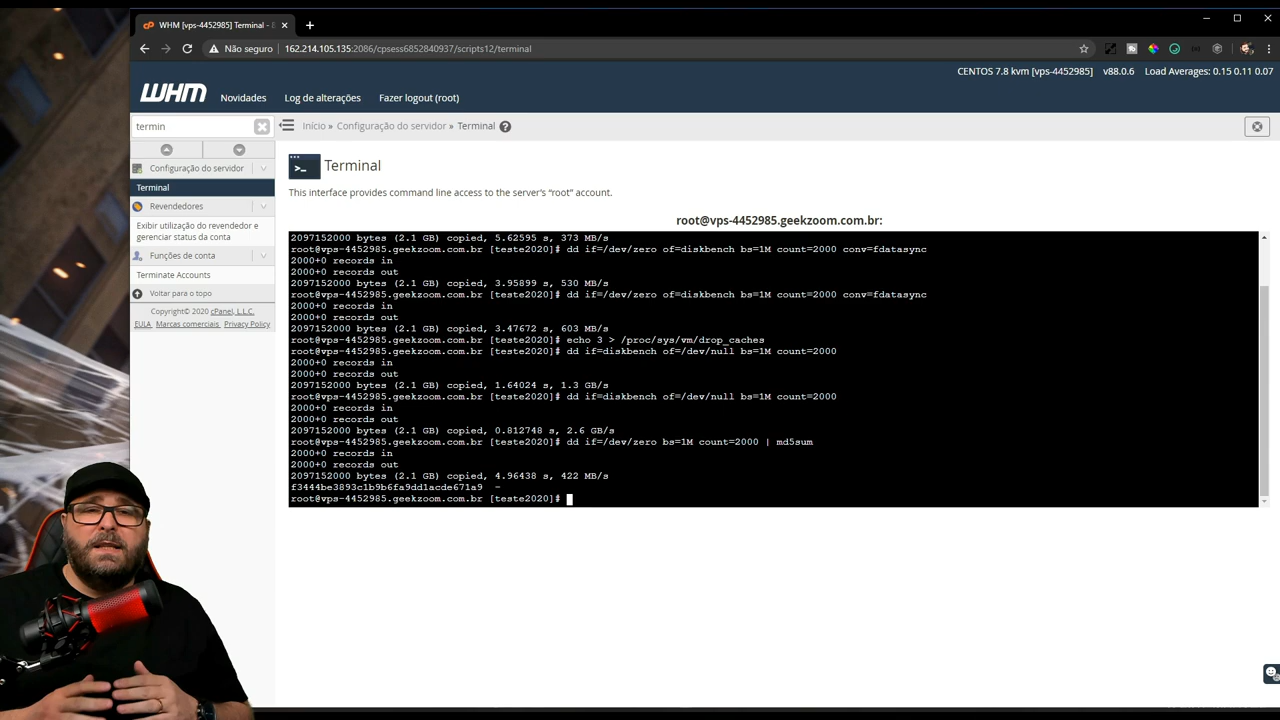 WHM [vps-4452985] Terminal - 8
Não seguro
162.214.105.135:2086/cpsess6852840937/scripts12/terminal
CENTOS 7.8 kvm [vps-4452985] v88.0.6 Load Averages: 0.15 0.11 0.07
WHM Novidades Log de alterações Fazer logout (root)
termin
Início » Configuração do servidor » Terminal
Configuração do servidor
Terminal
Revendedores
Exibir utilização do revendedor e
gerenciar status da conta
Funções de conta
Terminate Accounts
Voltar para o topo
Copyright© 2020 cPanel, L.L.C.
EULA Marcas comerciais Privacy Policy
Terminal
This interface provides command line access to the server's “root” account.
root@vps-4452985.geekzoom.com.br:
2097152000 bytes (2.1 GB) copied, 5.62595 s, 373 MB/s
root@vps-4452985.geekzoom.com.br [teste2020]# dd if=/dev/zero of=diskbench bs=1M count=2000 conv=fdatasync
2000+0 records in
2000+0 records out
2097152000 bytes (2.1 GB) copied, 3.95899 s, 530 MB/s
root@vps-4452985.geekzoom.com.br [teste2020]# dd if=/dev/zero of=diskbench bs=1M count=2000 conv=fdatasync
2000+0 records in
2000+0 records out
2097152000 bytes (2.1 GB) copied, 3.47672 s, 603 MB/s
root@vps-4452985.geekzoom.com.br [teste2020]# echo 3 > /proc/sys/vm/drop_caches
root@vps-4452985.geekzoom.com.br [teste2020]# dd if=diskbench of=/dev/null bs=1M count=2000
2000+0 records in
2000+0 records out
2097152000 bytes (2.1 GB) copied, 1.64024 s, 1.3 GB/s
root@vps-4452985.geekzoom.com.br [teste2020]# dd if=diskbench of=/dev/null bs=1M count=2000
2000+0 records in
2000+0 records out
2097152000 bytes (2.1 GB) copied, 0.812748 s, 2.6 GB/s
root@vps-4452985.geekzoom.com.br [teste2020]# dd if=/dev/zero bs=1M count=2000 | md5sum
2000+0 records in
2000+0 records out
2097152000 bytes (2.1 GB) copied, 4.96438 s, 422 MB/s
f3444be3893c1b9b6fa9dd1acde671a9 -
root@vps-4452985.geekzoom.com.br [teste2020]#